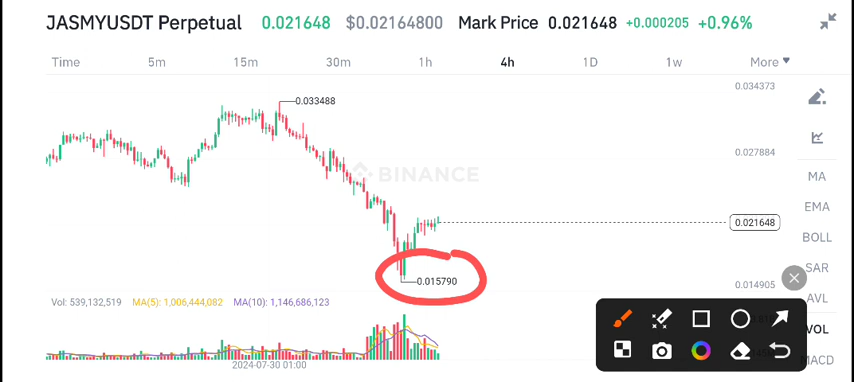 JASMYUSDT Perpetual 0.021648 $0.02164800 Mark Price 0.021648 +0.000205 +0.96%
Time 5m 15m 30m 1h 4h 1D 1w More
0.034373
0.033488
0.027884
BINANCE
MA
EMA
0.021648
BOLL
SAR
0.015790
0.014905
AVL
Vol: 539,132,519 MA(5): 1,006,444,082 MA(10): 1,146,686,123
VOL
MACD
2024-07-30 01:00